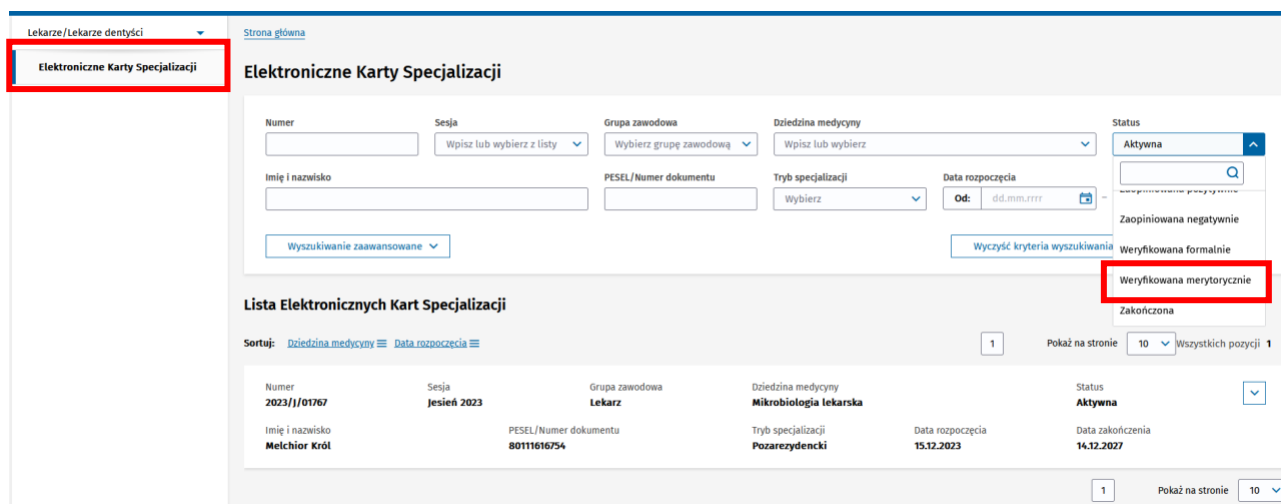 Lekarze/Lekarze dentyści
Elektroniczne Karty Specjalizacji
Strona główna
Elektroniczne Karty Specjalizacji
Numer Sesja Grupa zawodowa Dziedzina medycyny Status
Wpisz lub wybierz z listy Wybierz grupę zawodową Wpisz lub wybierz Aktywna
Imię i nazwisko PESEL/Numer dokumentu Tryb specjalizacji Data rozpoczęcia
Wybierz Od: dd.mm.rrrr –
Zaopiniowana pozytywnie
Zaopiniowana negatywnie
Weryfikowana formalnie
Weryfikowana merytorycznie
Zakończona
Wyszukiwanie zaawansowane Wyczyść kryteria wyszukiwania
Lista Elektronicznych Kart Specjalizacji
Sortuj: Dziedzina medycyny Data rozpoczęcia 1 Pokaż na stronie 10 Wszystkich pozycji 1
Numer Sesja Grupa zawodowa Dziedzina medycyny Status
2023/J/01767 Jesień 2023 Lekarz Mikrobiologia lekarska Aktywna
Imię i nazwisko PESEL/Numer dokumentu Tryb specjalizacji Data rozpoczęcia Data zakończenia
Melchior Król 80111616754 Pozarezydencki 15.12.2023 14.12.2027
1 Pokaż na stronie 10